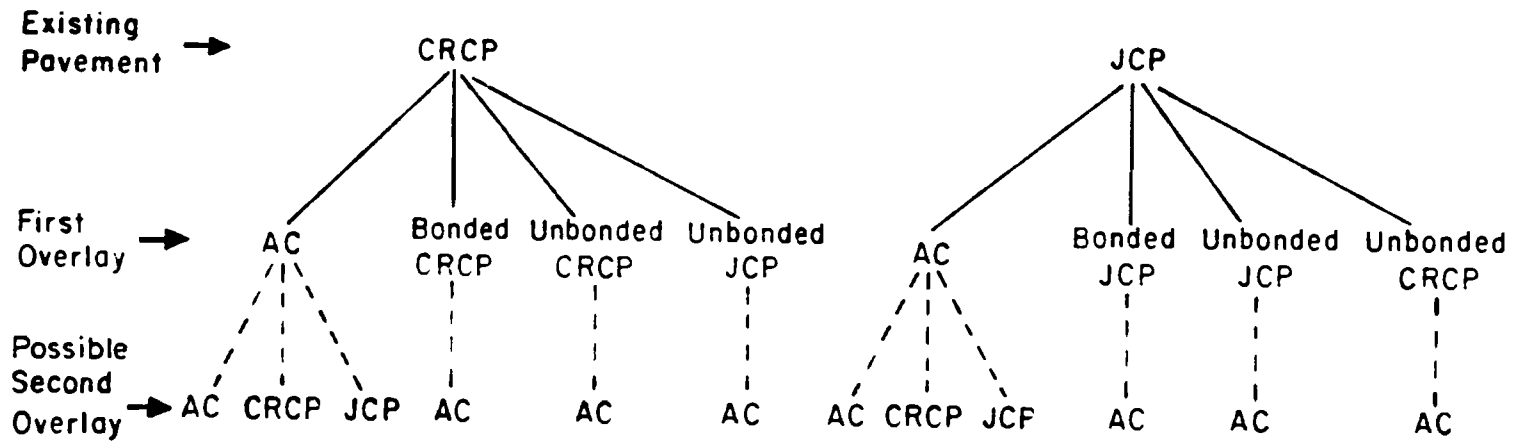 Existing
Pavement
CRCP
JCP
First
Overlay
AC
Bonded
CRCP
Unbonded
CRCP
Unbonded
JCP
AC
Bonded
JCP
Unbonded
JCP
Unbonded
CRCP
Possible
Second
Overlay
AC CRCP JCP AC AC AC AC CRCP JCP AC AC AC